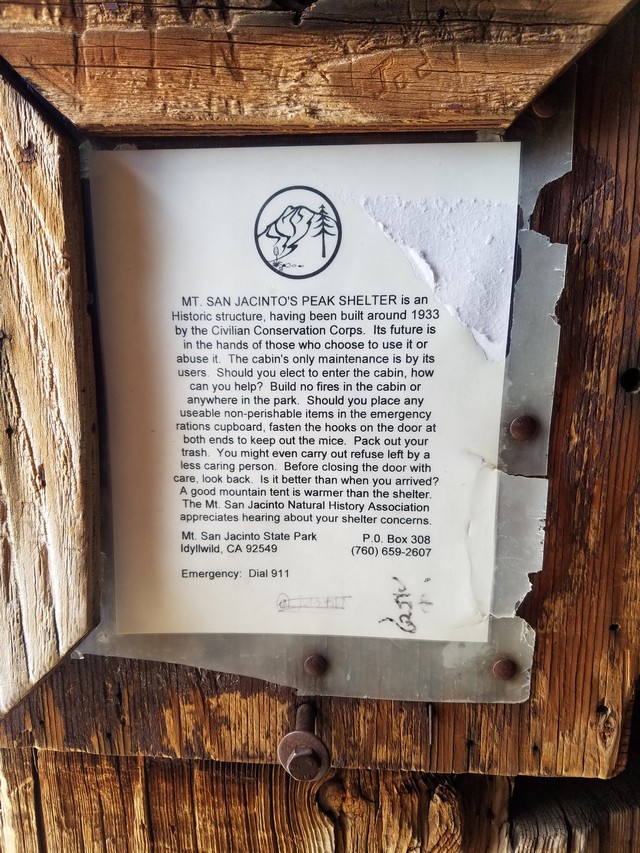 MT. SAN JACINTO'S PEAK SHELTER is an
Historic structure, having been built around 1933
by the Civilian Conservation Corps. Its future is
in the hands of those who choose to use it or
abuse it. The cabin's only maintenance is by its
users. Should you elect to enter the cabin, how
can you help? Build no fires in the cabin or
anywhere in the park. Should you place any
useable non-perishable items in the emergency
rations cupboard, fasten the hooks on the door at
both ends to keep out the mice. Pack out your
trash. You might even carry out refuse left by a
less caring person. Before closing the door with
care, look back. Is it better than when you arrived?
A good mountain tent is warmer than the shelter.
The Mt. San Jacinto Natural History Association
appreciates hearing about your shelter concerns.
Mt. San Jacinto State Park P.O. Box 308
Idyllwild, CA 92549 (760) 659-2607
Emergency: Dial 911